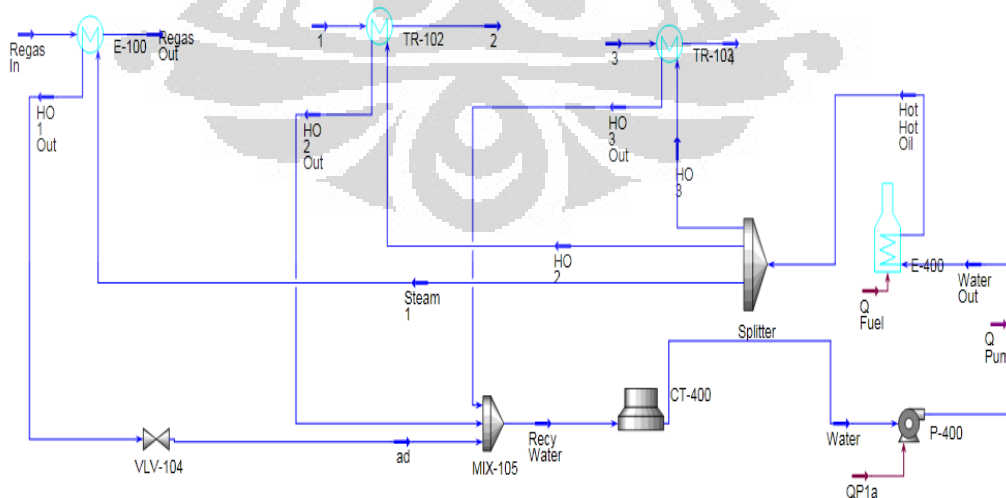 Regas
In
E-100
Regas
Out
1
TR-102
2
3
TR-103
4
HO
1
Out
HO
2
Out
HO
3
Out
HO
3
Hot
Hot
Oil
HO
2
Steam
1
Splitter
E-400
Q
Fuel
Water
Out
Q
Pum
VLV-104
ad
MIX-105
Recy
Water
CT-400
Water
P-400
QP1a